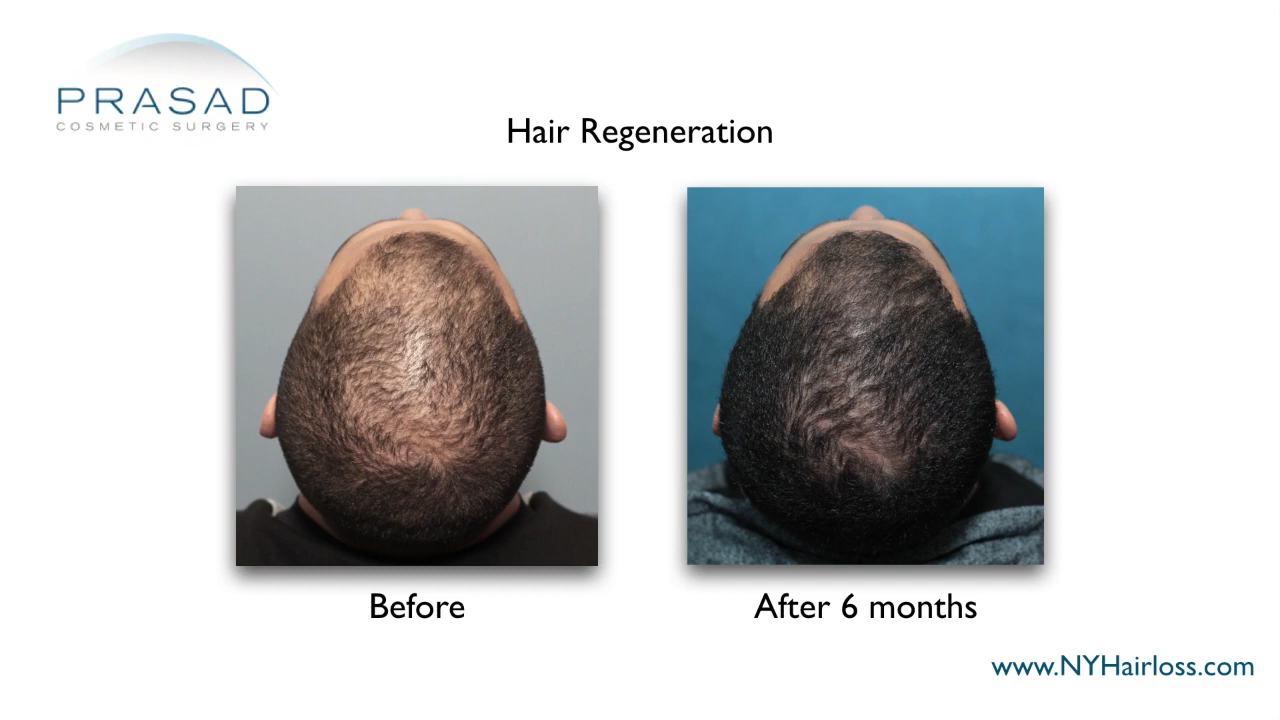 PRASAD
COSMETIC SURGERY
Hair Regeneration
Before
After 6 months
www.NYHairloss.com